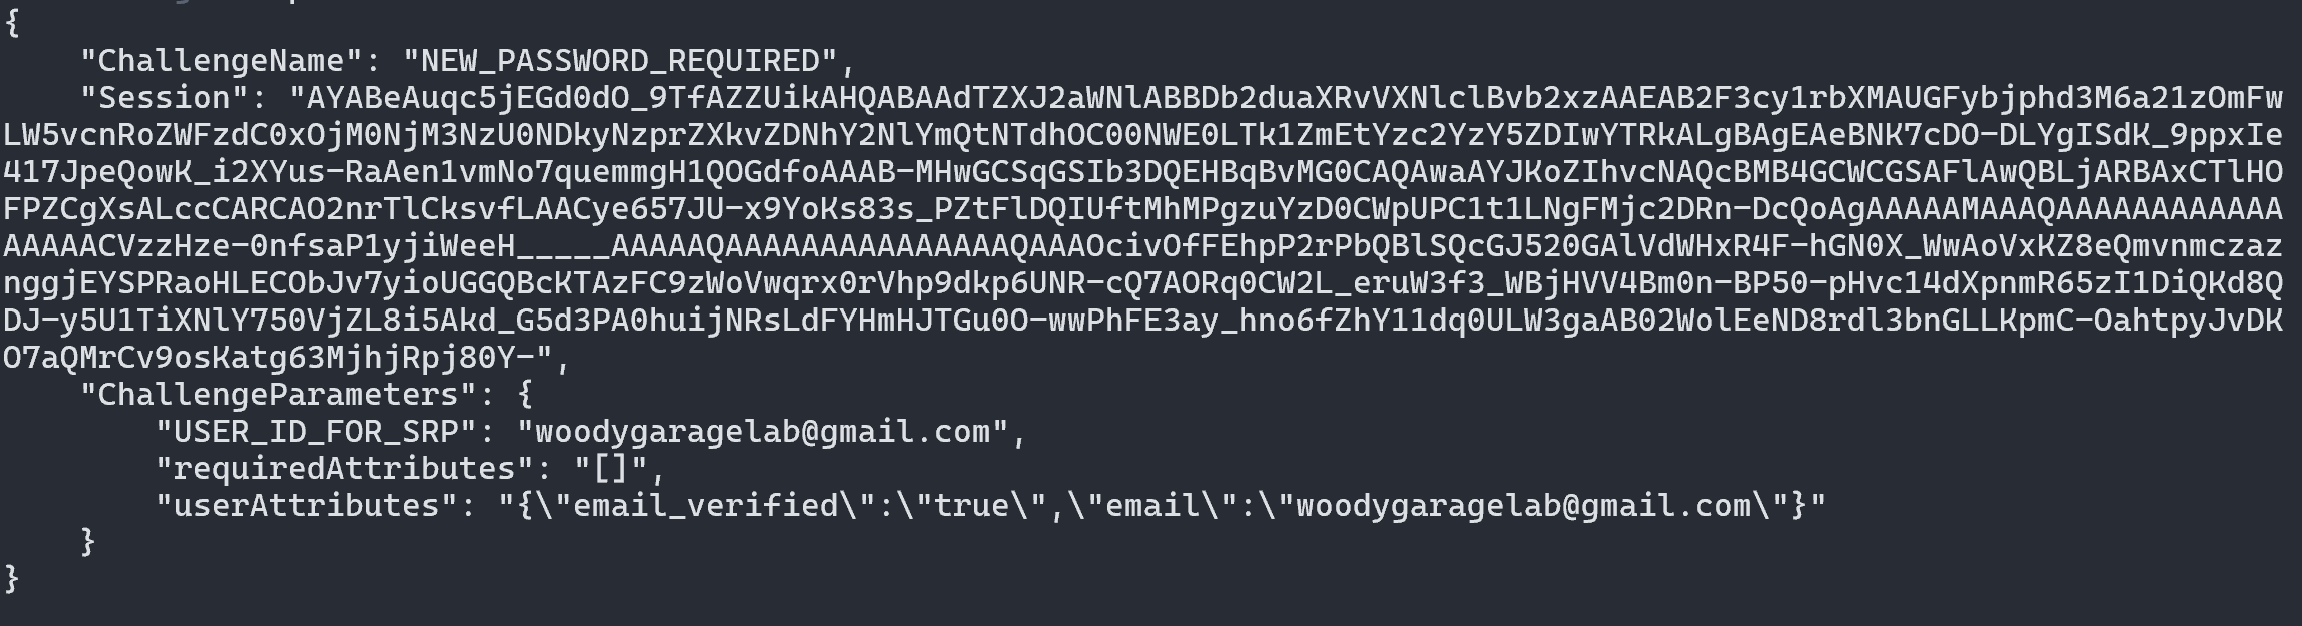 {
    "ChallengeName": "NEW_PASSWORD_REQUIRED",
    "Session": "AYABeAuqc5jEGd0dO_9TfAZZUikAHQABAAdTZXJ2aWNlABBDb2duaXRvVXNlclBvb2xzAAEAB2F3cy1rbXMAUGFybjphd3M6a21zOmFw
LW5vcnRoZWFzdC0xOjM0NjM3NzU0NDkyNzprZXkvZDNhY2NlYmQtNTdhOC00NWE0LTk1ZmEtYzc2YzY5ZDIwYTRkALgBAgEAeBNK7cDO-DLYgISdK_9ppxIe
417JpeQowK_i2XYus-RaAen1vmNo7quemmgH1QOGdfoAAAB-MHwGCSqGSIb3DQEHBqBvMG0CAQAwaAYJKoZIhvcNAQcBMB4GCWCGSAFlAwQBLjARBAxCTlHO
FPZCgXsALccCARCAO2nrTlCksvfLAACye657JU-x9YoKs83s_PZtFlDQIUftMhMPgzuYzD0CWpUPC1t1LNgFMjc2DRn-DcQoAgAAAAAMAAAQAAAAAAAAAAAA
AAAAACVzzHze-0nfsaP1yjiWeeH_____AAAAAQAAAAAAAAAAAAAAAQAAAOcivOfFEhpP2rPbQBlSQcGJ520GAlVdWHxR4F-hGN0X_WwAoVxKZ8eQmvnmczaz
nggjEYSPRaoHLECObJv7yioUGGQBcKTAzFC9zWoVwqrx0rVhp9dkp6UNR-cQ7AORq0CW2L_eruW3f3_WBjHVV4Bm0n-BP50-pHvc14dXpnmR65zI1DiQKd8Q
DJ-y5U1TiXNlY750VjZL8i5Akd_G5d3PA0huijNRsLdFYHmHJTGu0O-wwPhFE3ay_hno6fZhY11dq0ULW3gaAB02WolEeND8rdl3bnGLLKpmC-OahtpyJvDK
O7aQMrCv9osKatg63MjhjRpj80Y-",
    "ChallengeParameters": {
        "USER_ID_FOR_SRP": "woodygaragelab@gmail.com",
        "requiredAttributes": "[]",
        "userAttributes": "{\"email_verified\":\"true\",\"email\":\"woodygaragelab@gmail.com\"}"
    }
}